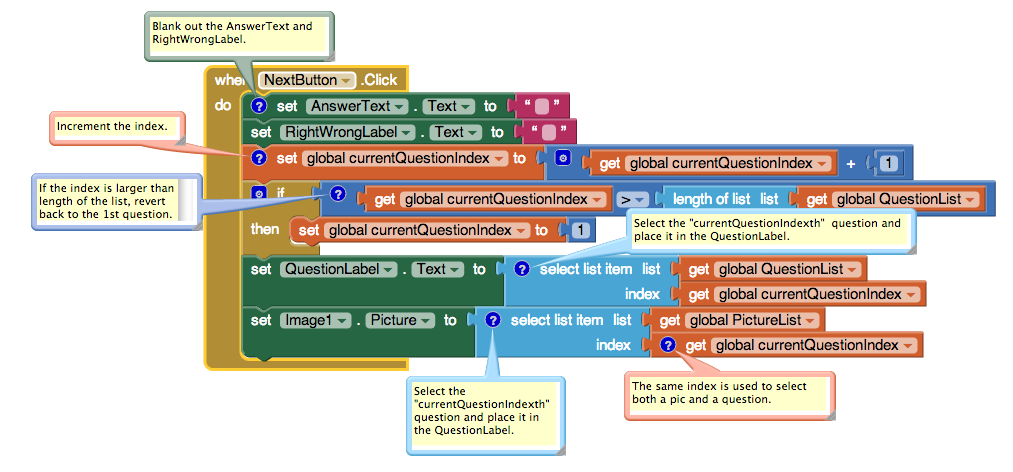 Blank out the AnswerText and
RightWrongLabel.
when NextButton .Click
do ? set AnswerText . Text to " "
set RightWrongLabel . Text to " "
Increment the index.
? set global currentQuestionIndex to get global currentQuestionIndex + 1
If the index is larger than
length of the list, revert
back to the 1st question.
if ? get global currentQuestionIndex > length of list list get global QuestionList
then set global currentQuestionIndex to 1
Select the "currentQuestionIndexth" question and
place it in the QuestionLabel.
set QuestionLabel . Text to ? select list item list get global QuestionList
index get global currentQuestionIndex
set Image1 . Picture to ? select list item list get global PictureList
index ? get global currentQuestionIndex
Select the
"currentQuestionIndexth"
question and place it in
the QuestionLabel.
The same index is used to select
both a pic and a question.